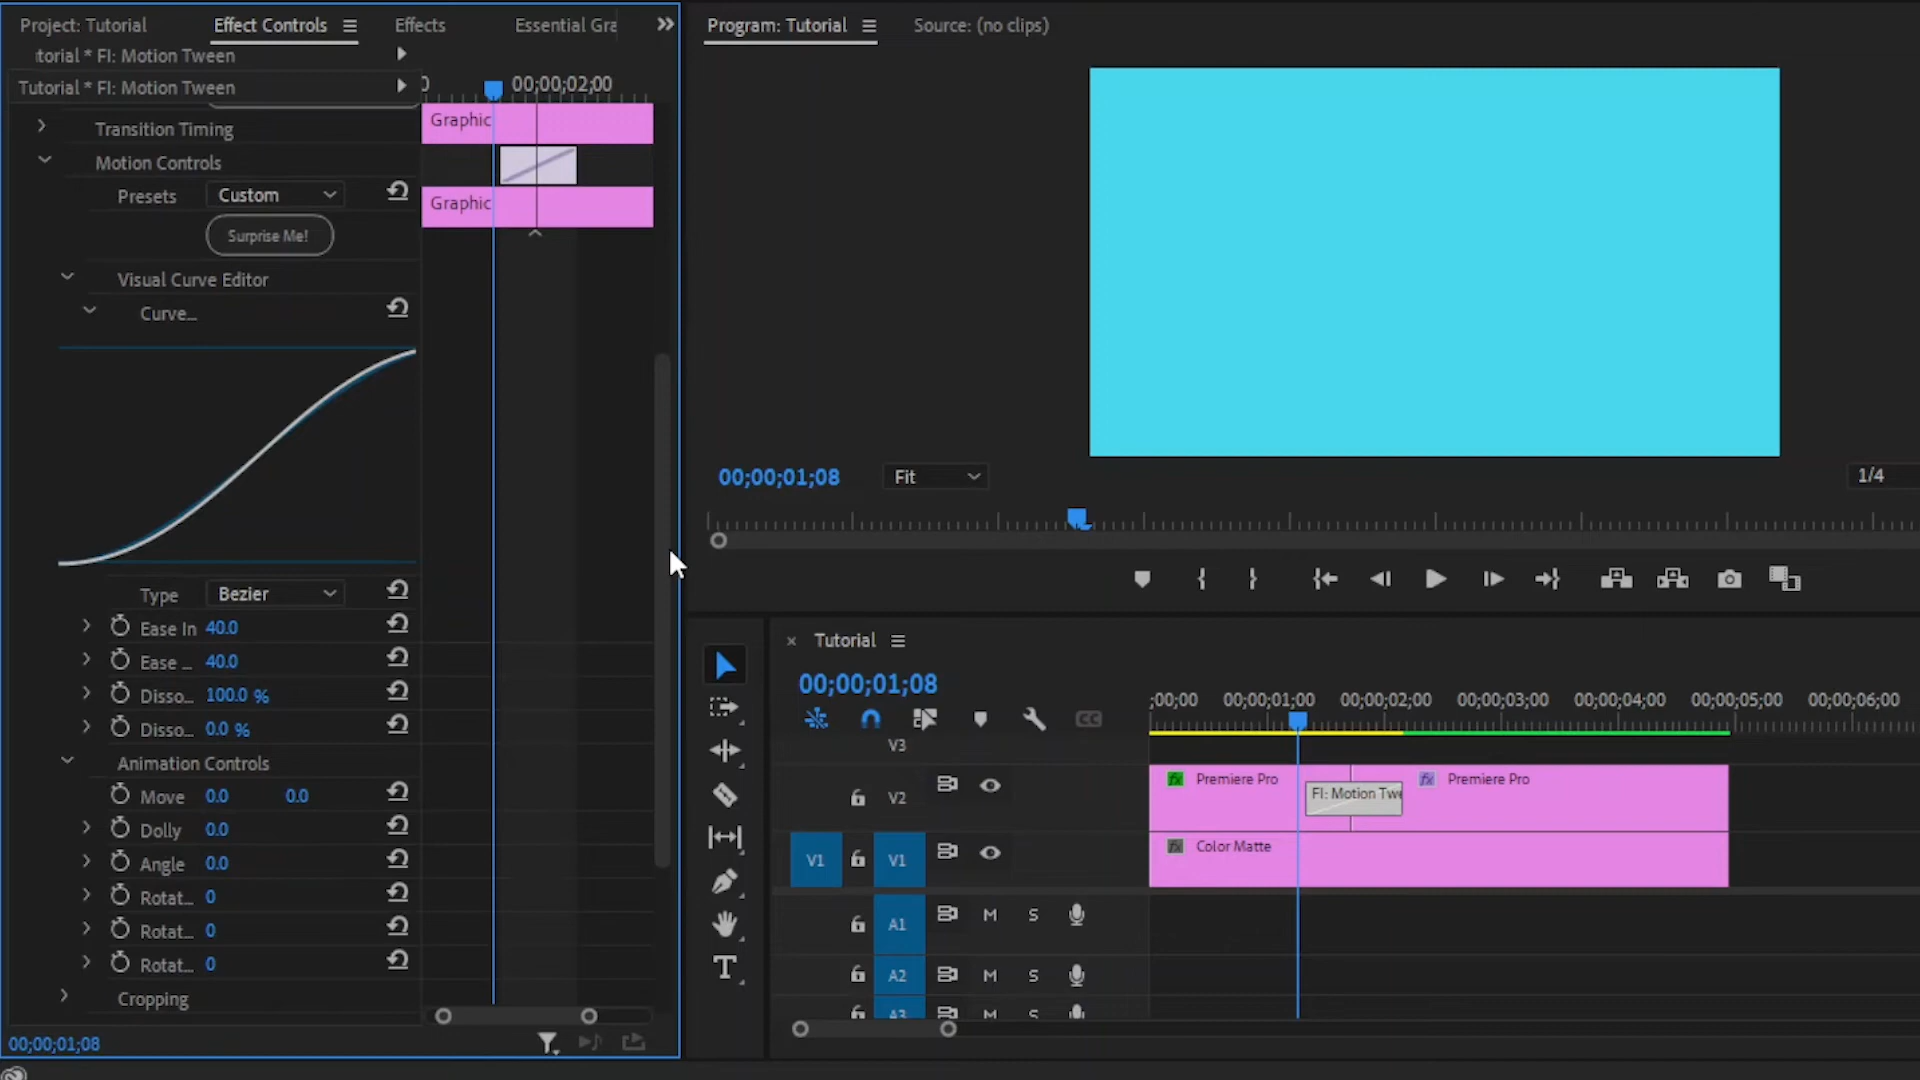 Project: Tutorial
Effect Controls
Effects
Essential Gra
torial * FI: Motion Tween
Tutorial * FI: Motion Tween
00;00;02;00
Transition Timing
Graphic
Motion Controls
Presets
Custom
Graphic
Surprise Me!
Visual Curve Editor
Curve...
Type
Bezier
Ease In
40.0
Ease ...
40.0
Disso...
100.0 %
Disso...
0.0 %
Animation Controls
Move
0.0
0.0
Dolly
0.0
Angle
0.0
Rotat...
0
Rotat...
0
Rotat...
0
Cropping
00;00;01;08
Program: Tutorial
Source: (no clips)
00;00;01;08
Fit
1/4
× Tutorial
00;00;01;08
;00;00
00;00;01;00
00;00;02;00
00;00;03;00
00;00;04;00
00;00;05;00
00;00;06;00
CC
V3
V2
fx Premiere Pro
FI: Motion Twe
fx Premiere Pro
V1
V1
fx Color Matte
A1
M
S
A2
M
S
A3
M
S
T